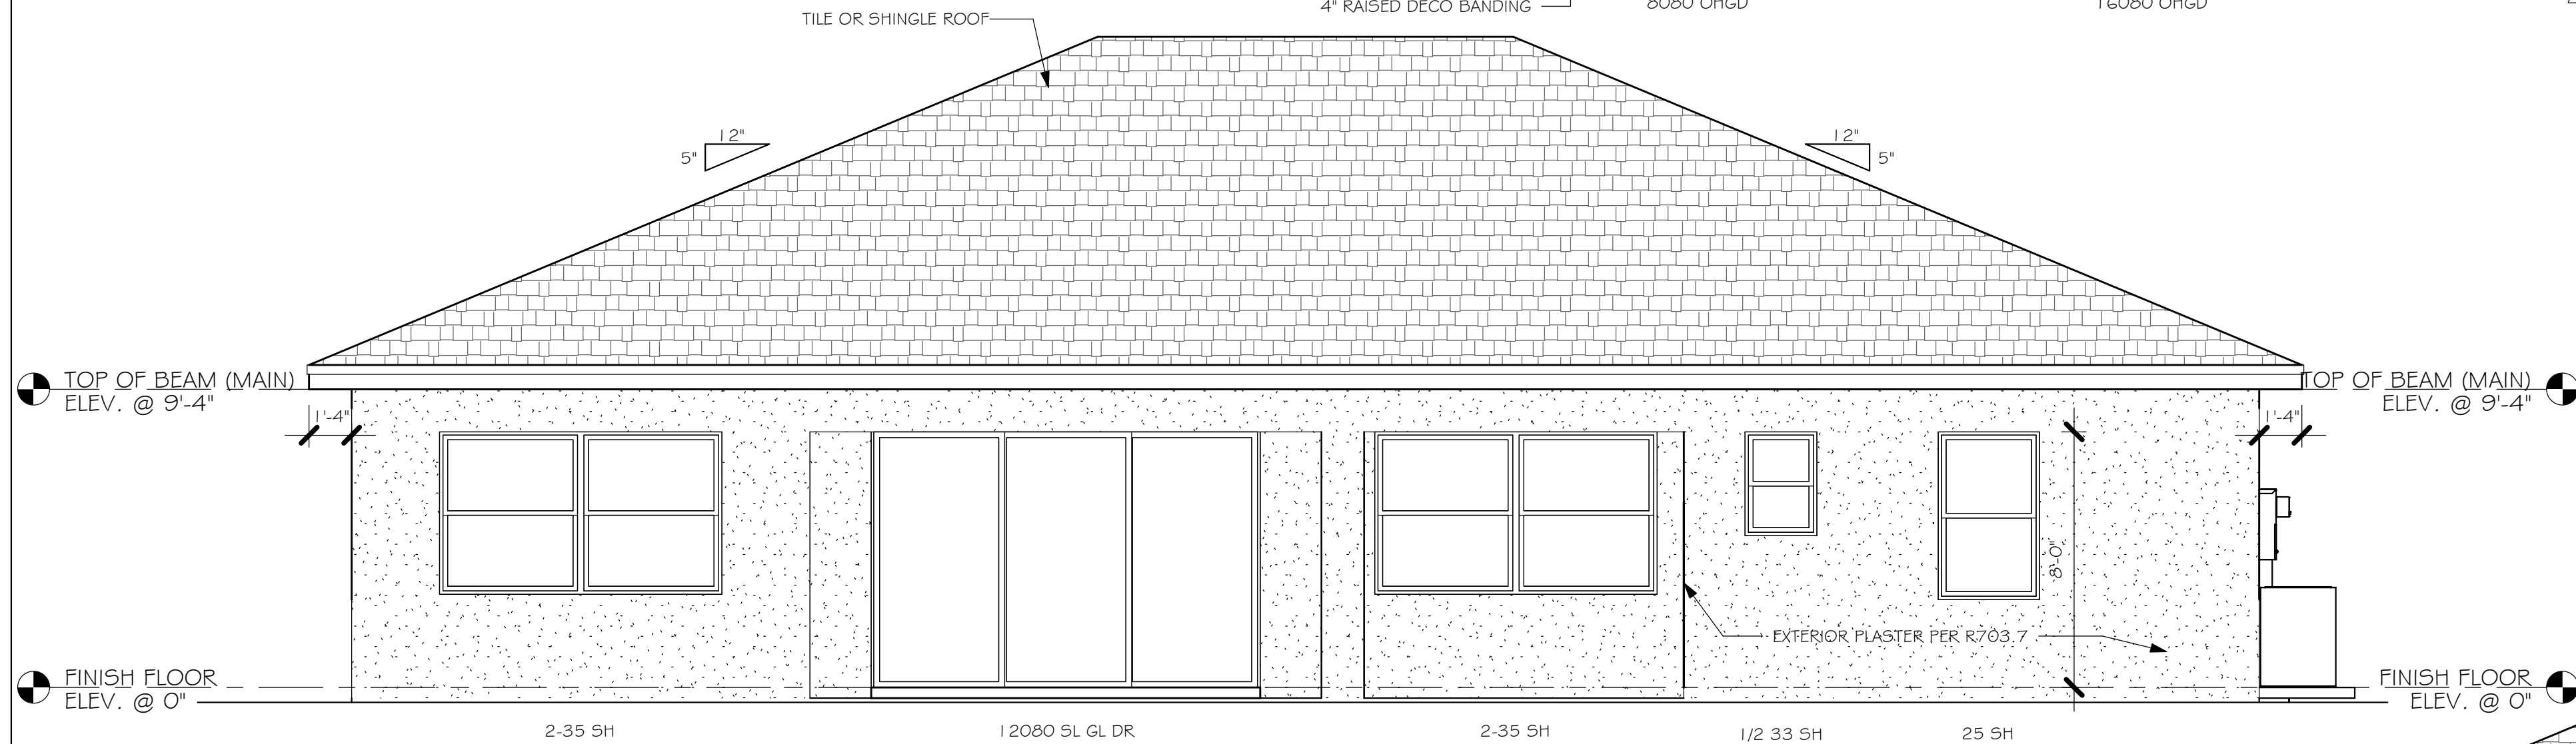 TILE OR SHINGLE ROOF
4" RAISED DECO BANDING
8080 OHGD
16080 OHGD
12"
5"
12"
5"
TOP OF BEAM (MAIN)
ELEV. @ 9'-4"
TOP OF BEAM (MAIN)
ELEV. @ 9'-4"
1'-4"
1'-4"
8'-0"
EXTERIOR PLASTER PER R703.7
FINISH FLOOR
ELEV. @ 0"
FINISH FLOOR
ELEV. @ 0"
2-35 SH
12080 SL GL DR
2-35 SH
1/2 33 SH
25 SH